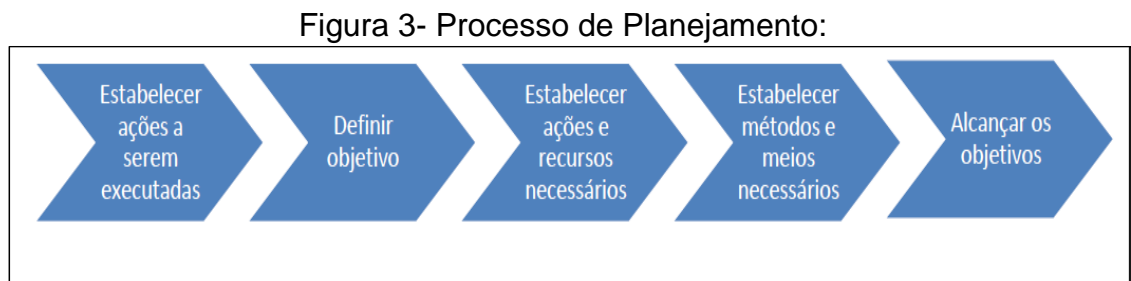 Figura 3- Processo de Planejamento:
Estabelecer
ações a
serem
executadas
Definir
objetivo
Estabelecer
ações e
recursos
necessários
Estabelecer
métodos e
meios
necessários
Alcançar os
objetivos